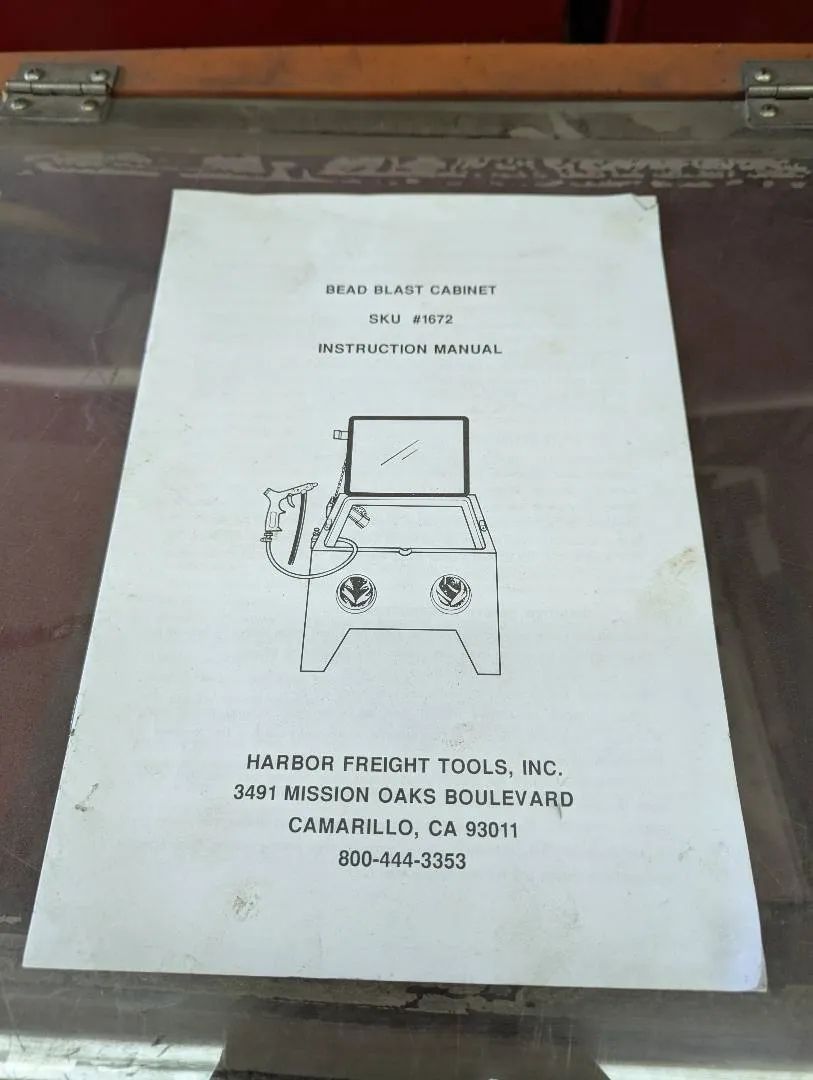 BEAD BLAST CABINET
SKU #1672
INSTRUCTION MANUAL
HARBOR FREIGHT TOOLS, INC.
3491 MISSION OAKS BOULEVARD
CAMARILLO, CA 93011
800-444-3353